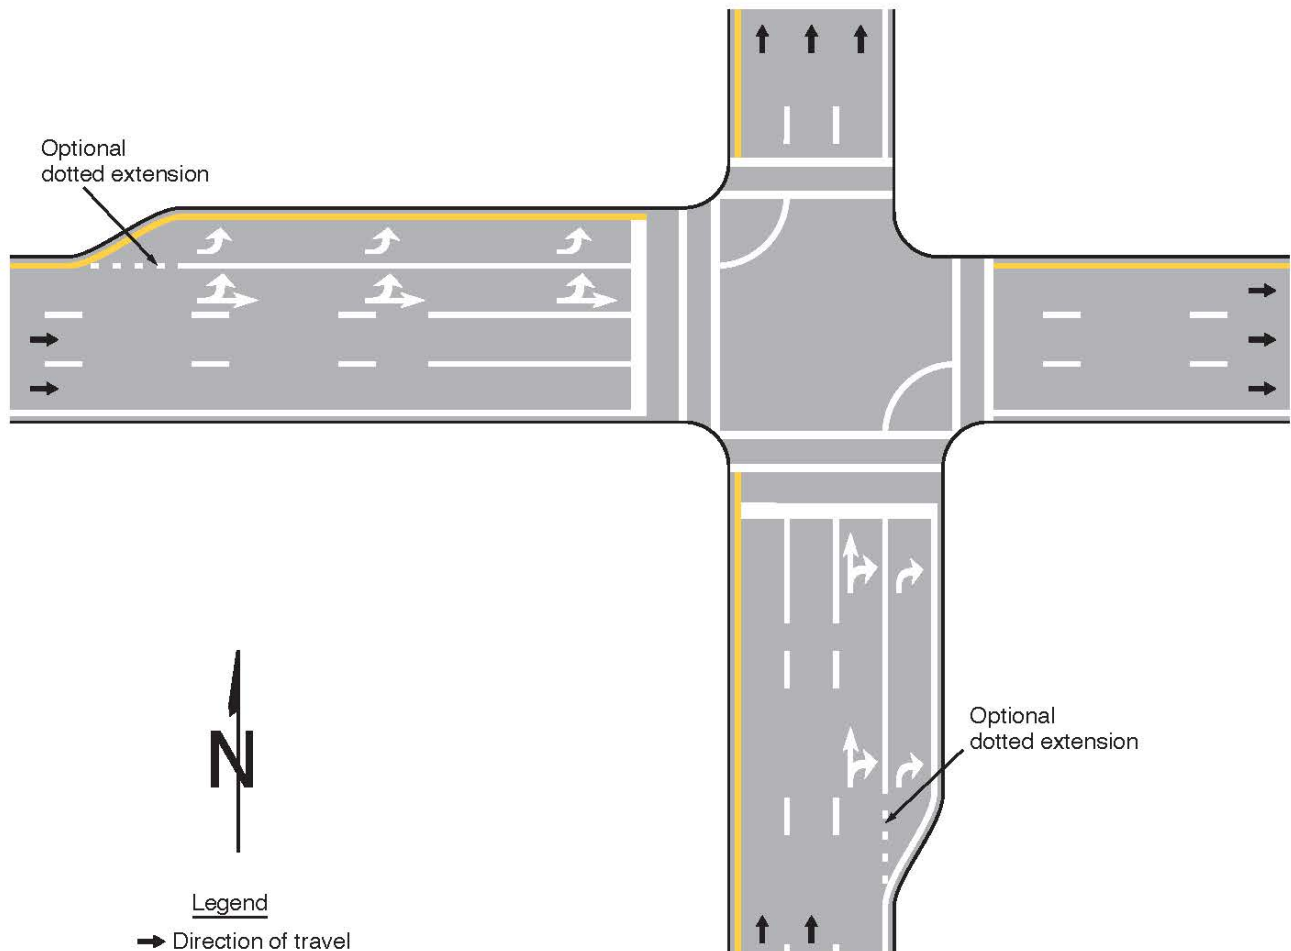 Optional
dotted extension
Optional
dotted extension
N
Legend
Direction of travel